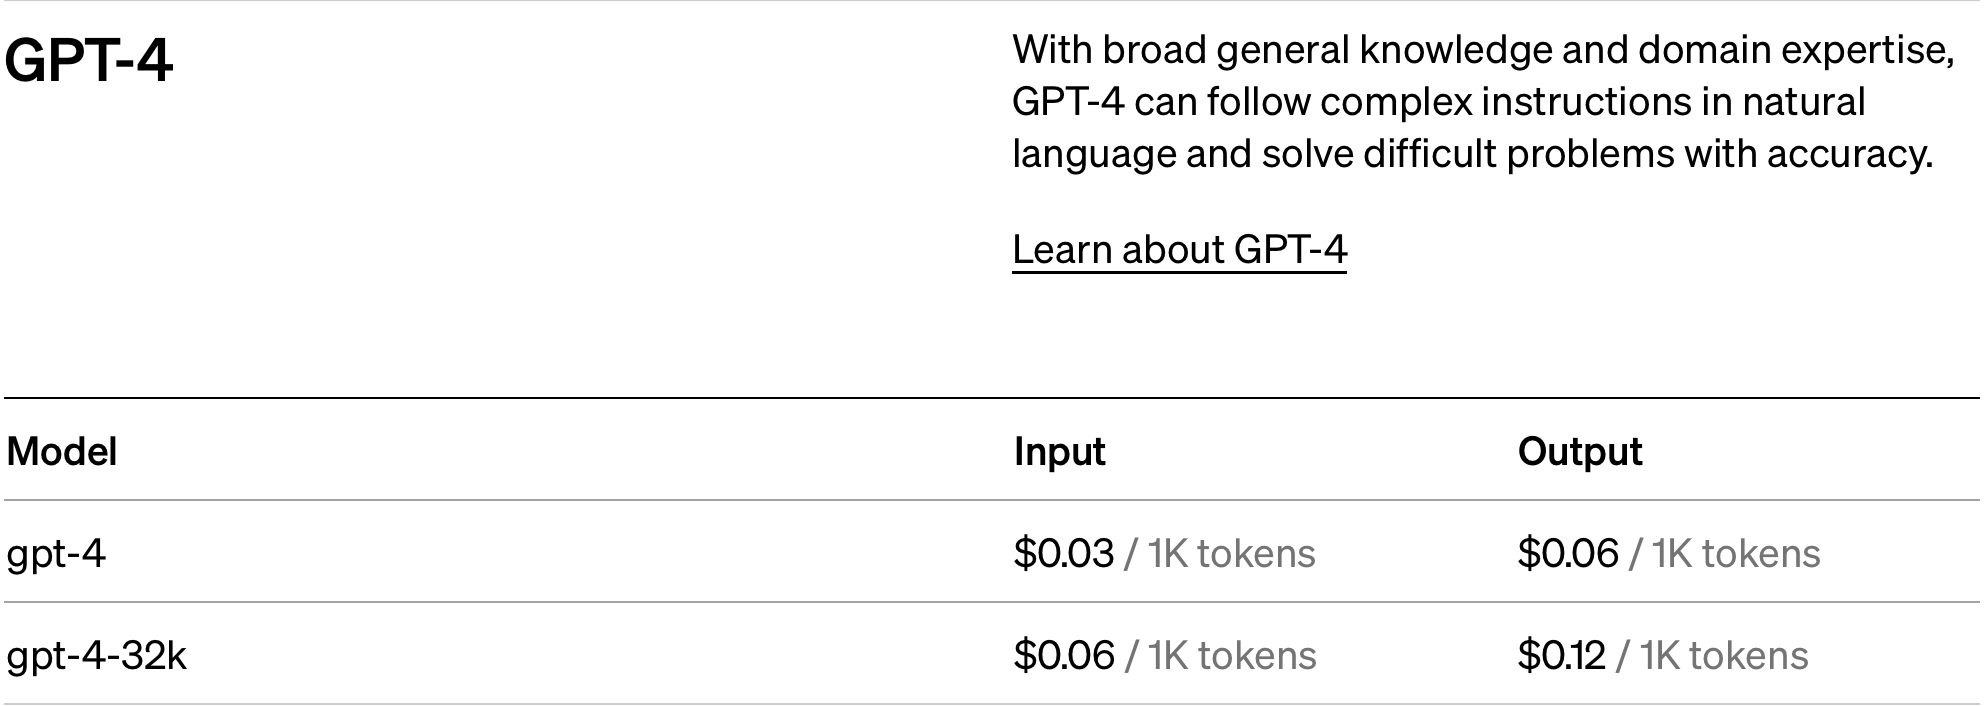 GPT-4
With broad general knowledge and domain expertise,
GPT-4 can follow complex instructions in natural
language and solve difficult problems with accuracy.
Learn about GPT-4
Model Input Output
gpt-4 $0.03 / 1K tokens $0.06 / 1K tokens
gpt-4-32k $0.06 / 1K tokens $0.12 / 1K tokens